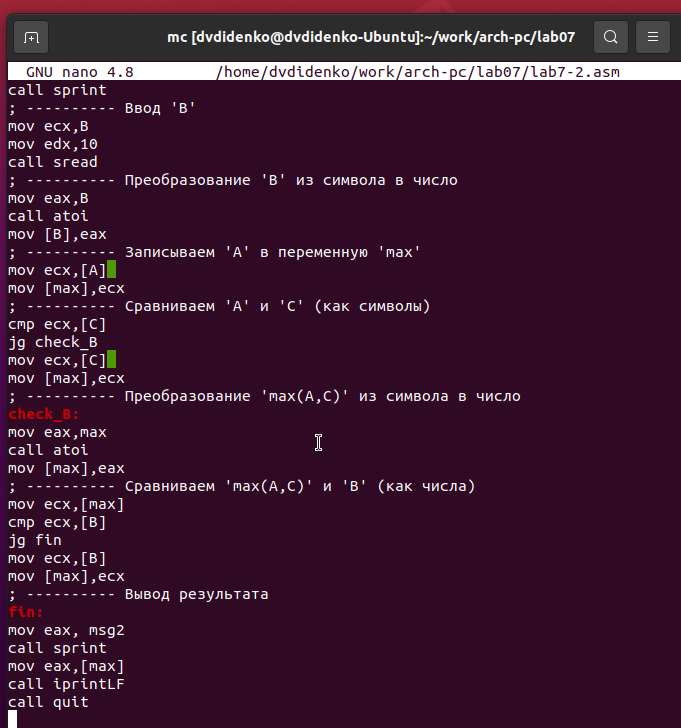 mc [dvdidenko@dvdidenko-Ubuntu]:~/work/arch-pc/lab07
GNU nano 4.8 /home/dvdidenko/work/arch-pc/lab07/lab7-2.asm
call sprint
; ---------- Ввод 'B'
mov ecx,B
mov edx,10
call sread
; ---------- Преобразование 'B' из символа в число
mov eax,B
call atoi
mov [B],eax
; ---------- Записываем 'A' в переменную 'max'
mov ecx,[A]
mov [max],ecx
; ---------- Сравниваем 'A' и 'С' (как символы)
cmp ecx,[C]
jg check_B
mov ecx,[C]
mov [max],ecx
; ---------- Преобразование 'max(A,C)' из символа в число
check_B:
mov eax,max
call atoi
mov [max],eax
; ---------- Сравниваем 'max(A,C)' и 'B' (как числа)
mov ecx,[max]
cmp ecx,[B]
jg fin
mov ecx,[B]
mov [max],ecx
; ---------- Вывод результата
fin:
mov eax, msg2
call sprint
mov eax,[max]
call iprintLF
call quit